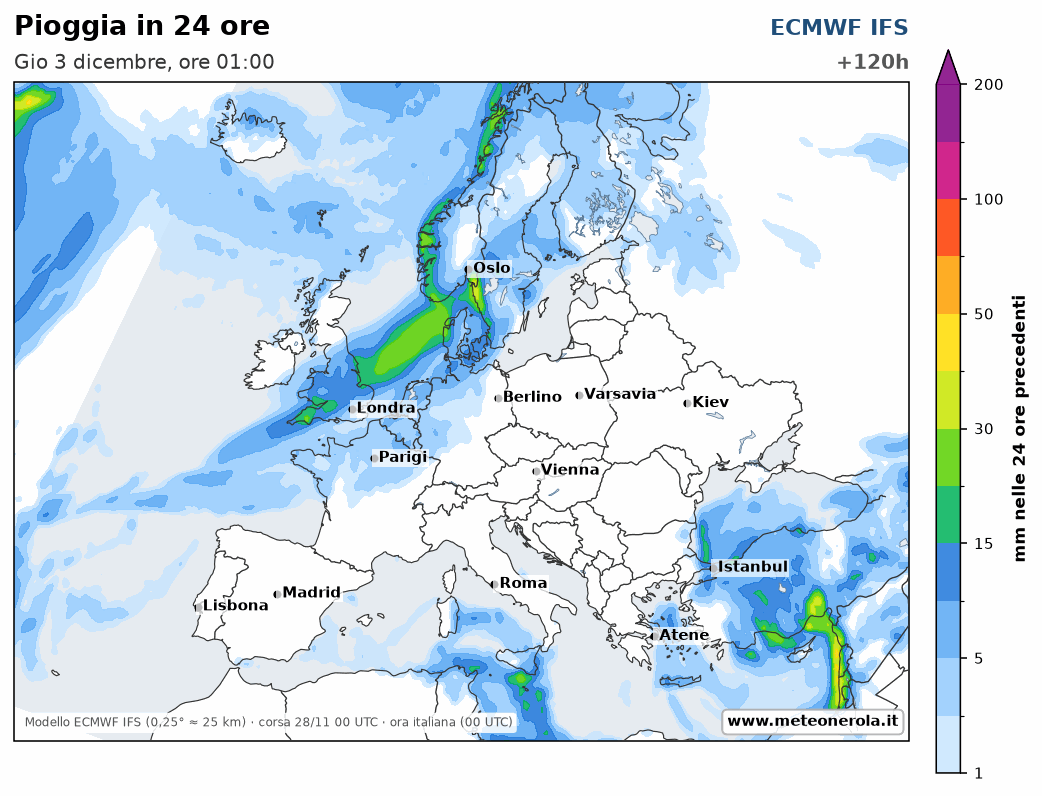 Pioggia in 24 ore
ECMWF IFS
Gio 3 dicembre, ore 01:00
+120h
200
100
50
30
15
5
1
mm nelle 24 ore precedenti
Oslo
Berlino
Varsavia
Kiev
Londra
Parigi
Vienna
Istanbul
Roma
Madrid
Lisbona
Atene
Modello ECMWF IFS (0,25° ≈ 25 km) · corsa 28/11 00 UTC · ora italiana (00 UTC)
www.meteonerola.it